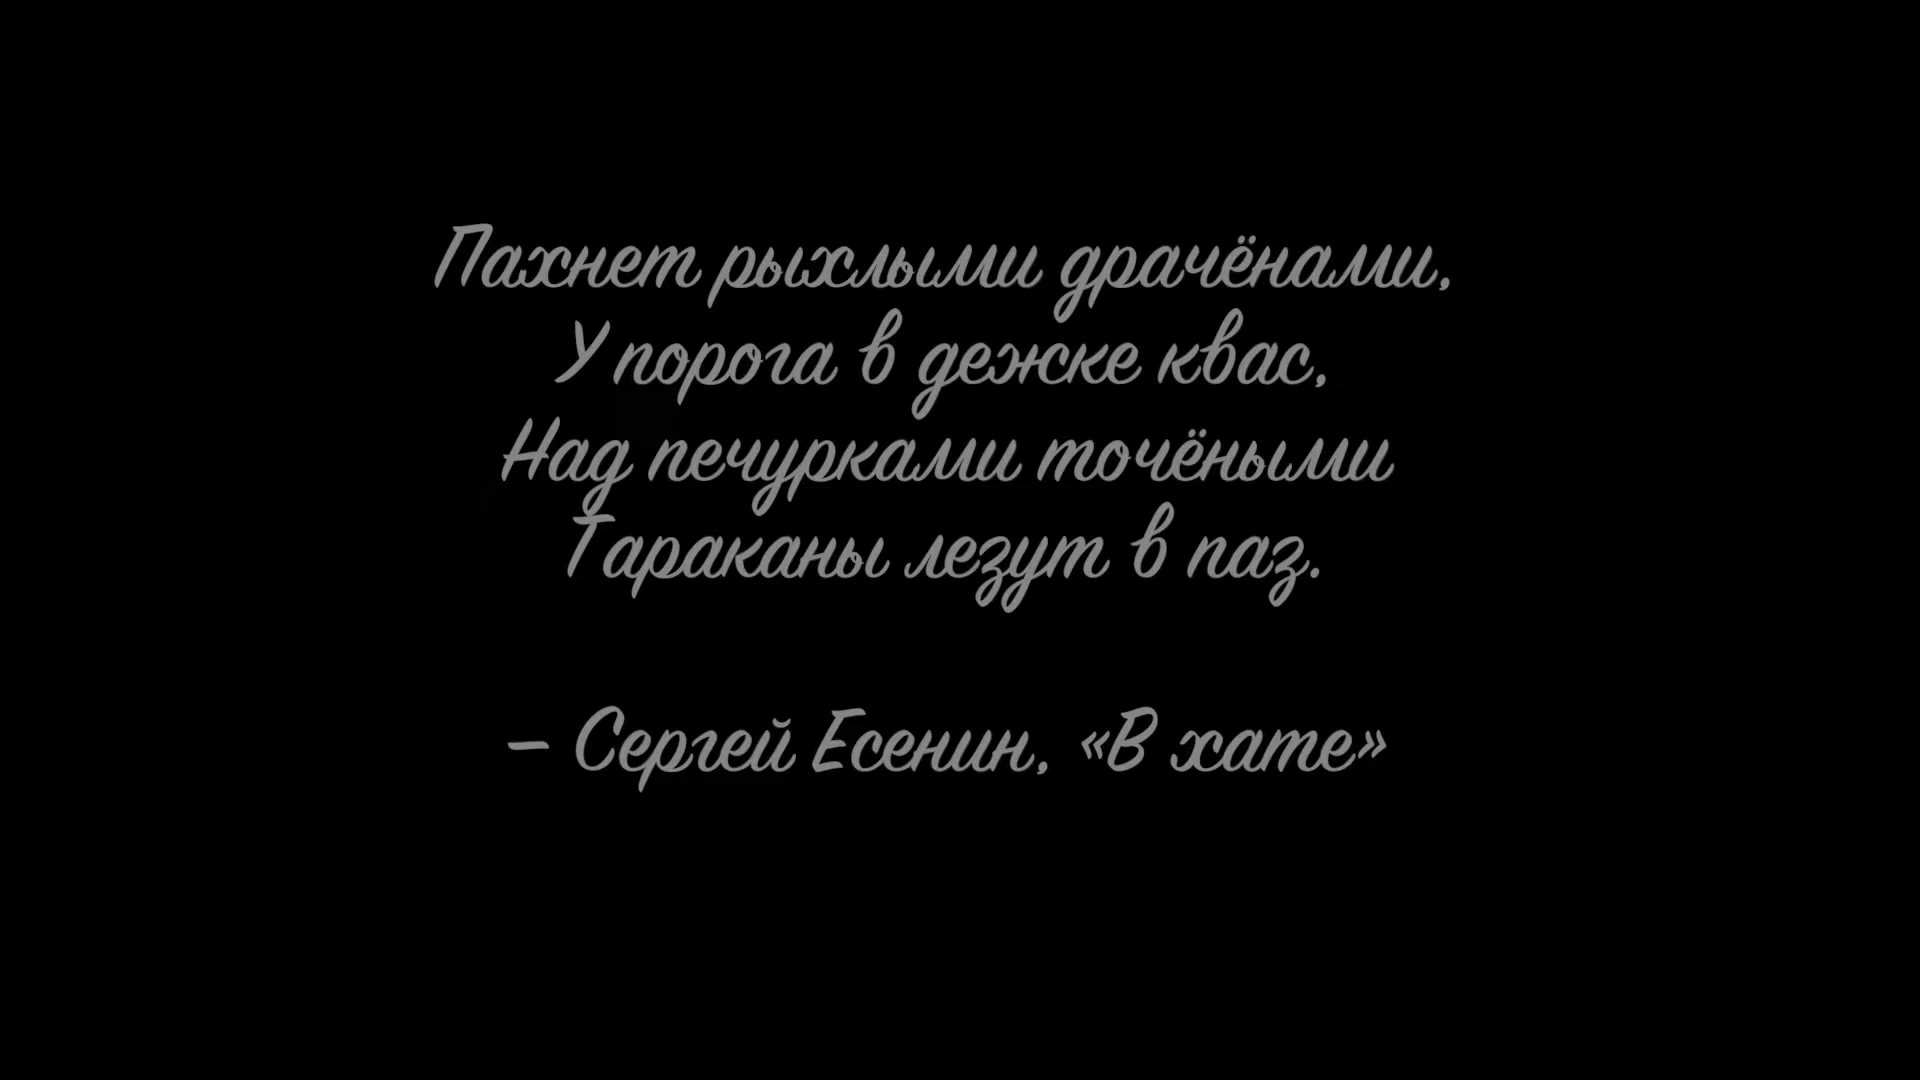 Пахнет рыхлыми драчёнами,
У порога в дежке квас,
Над печурками точёными
Тараканы лезут в паз.
– Сергей Есенин, «В хате»